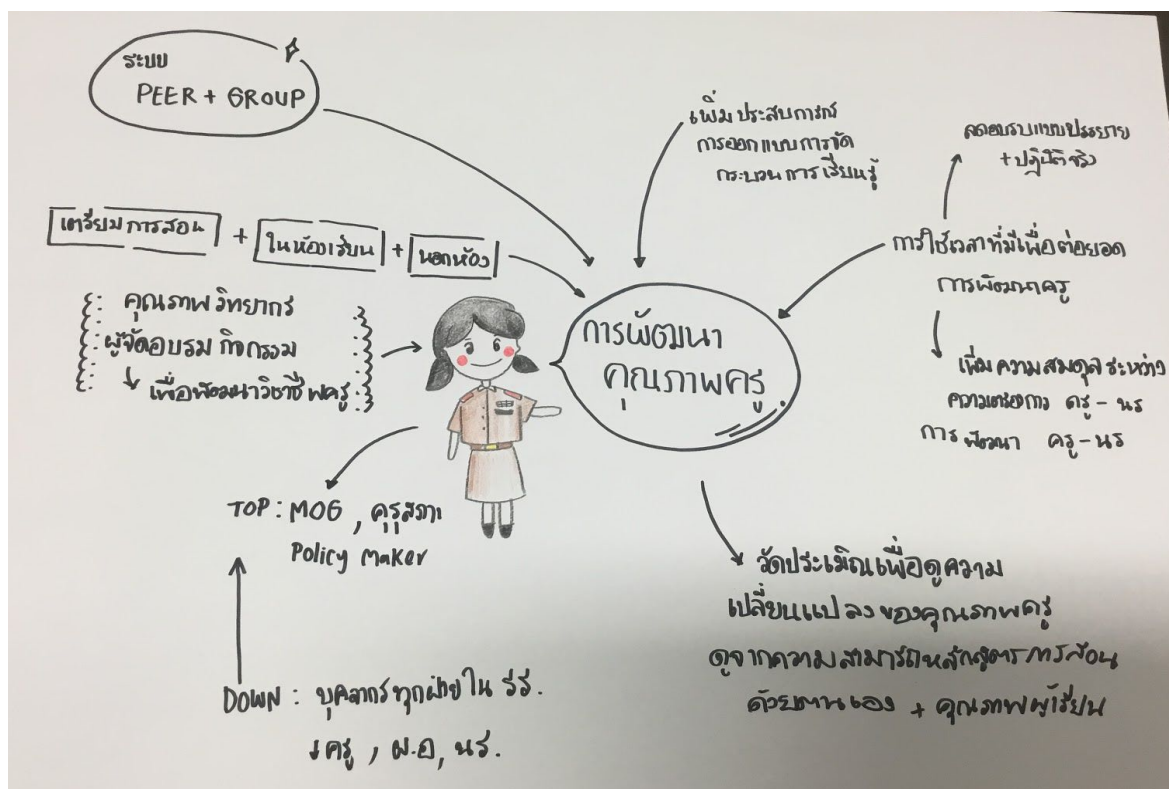 ระบบ
PEER + GROUP
เพิ่มประสบการณ์
การออกแบบการจัด
กระบวนการเรียนรู้
ลดอบรมแบบบรรยาย
+ ปฏิบัติจริง
การใช้เวลาที่มีเพื่อต่อยอด
การพัฒนาครู
เพิ่มความสมดุลระหว่าง
ความต้องการ ครู - นร
การพัฒนา ครู - นร
เตรียมการสอน + ในห้องเรียน + นอกห้อง
คุณภาพวิทยากร
ผู้จัดอบรม กิจกรรม
เพื่อพัฒนาวิชาชีพครู
การพัฒนา
คุณภาพครู
TOP : MOG , คุรุสภา
Policy Maker
DOWN : บุคลากรทุกฝ่ายใน รร.
ครู , ผ.อ, นร.
วัดประเมินเพื่อดูความ
เปลี่ยนแปลงของคุณภาพครู
ดูจากความสามารถหลักสูตรการสอน
ด้วยตนเอง + คุณภาพผู้เรียน